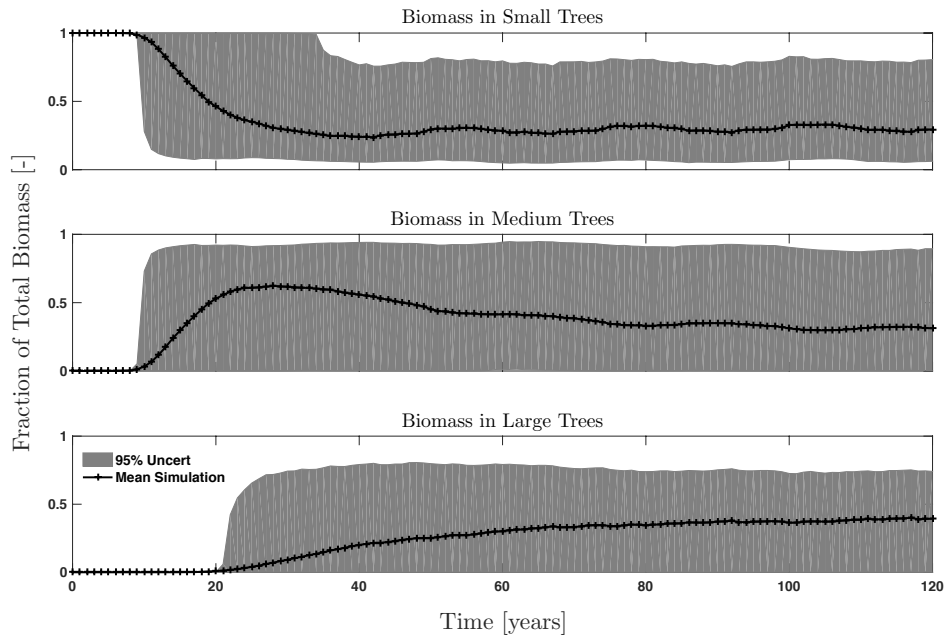 Biomass in Small Trees
1
0.5
0
Biomass in Medium Trees
1
0.5
0
Fraction of Total Biomass [-]
Biomass in Large Trees
1
95% Uncert
Mean Simulation
0.5
0
0 20 40 60 80 100 120
Time [years]